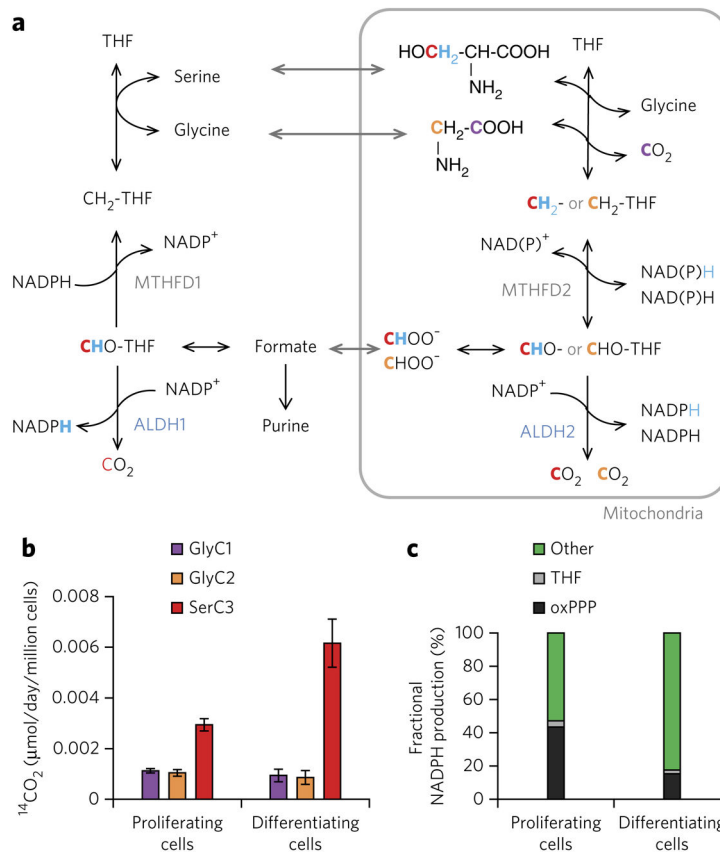 a
THF
Serine
Glycine
CH₂-THF
NADP⁺
NADPH
MTHFD1
CHO-THF
Formate
NADP⁺
NADPH
ALDH1
Purine
CO₂
HOCH₂-CH-COOH
NH₂
CH₂-COOH
NH₂
THF
Glycine
CO₂
CH₂- or CH₂-THF
NAD(P)⁺
NAD(P)H
NAD(P)H
MTHFD2
CHOO⁻
CHOO⁻
CHO- or CHO-THF
NADP⁺
NADPH
NADPH
ALDH2
CO₂ CO₂
Mitochondria
b
GlyC1
GlyC2
SerC3
¹⁴CO₂ (μmol/day/million cells)
0.008
0.006
0.004
0.002
0
Proliferating
cells
Differentiating
cells
c
Other
THF
oxPPP
Fractional
NADPH production (%)
100
80
60
40
20
0
Proliferating
cells
Differentiating
cells